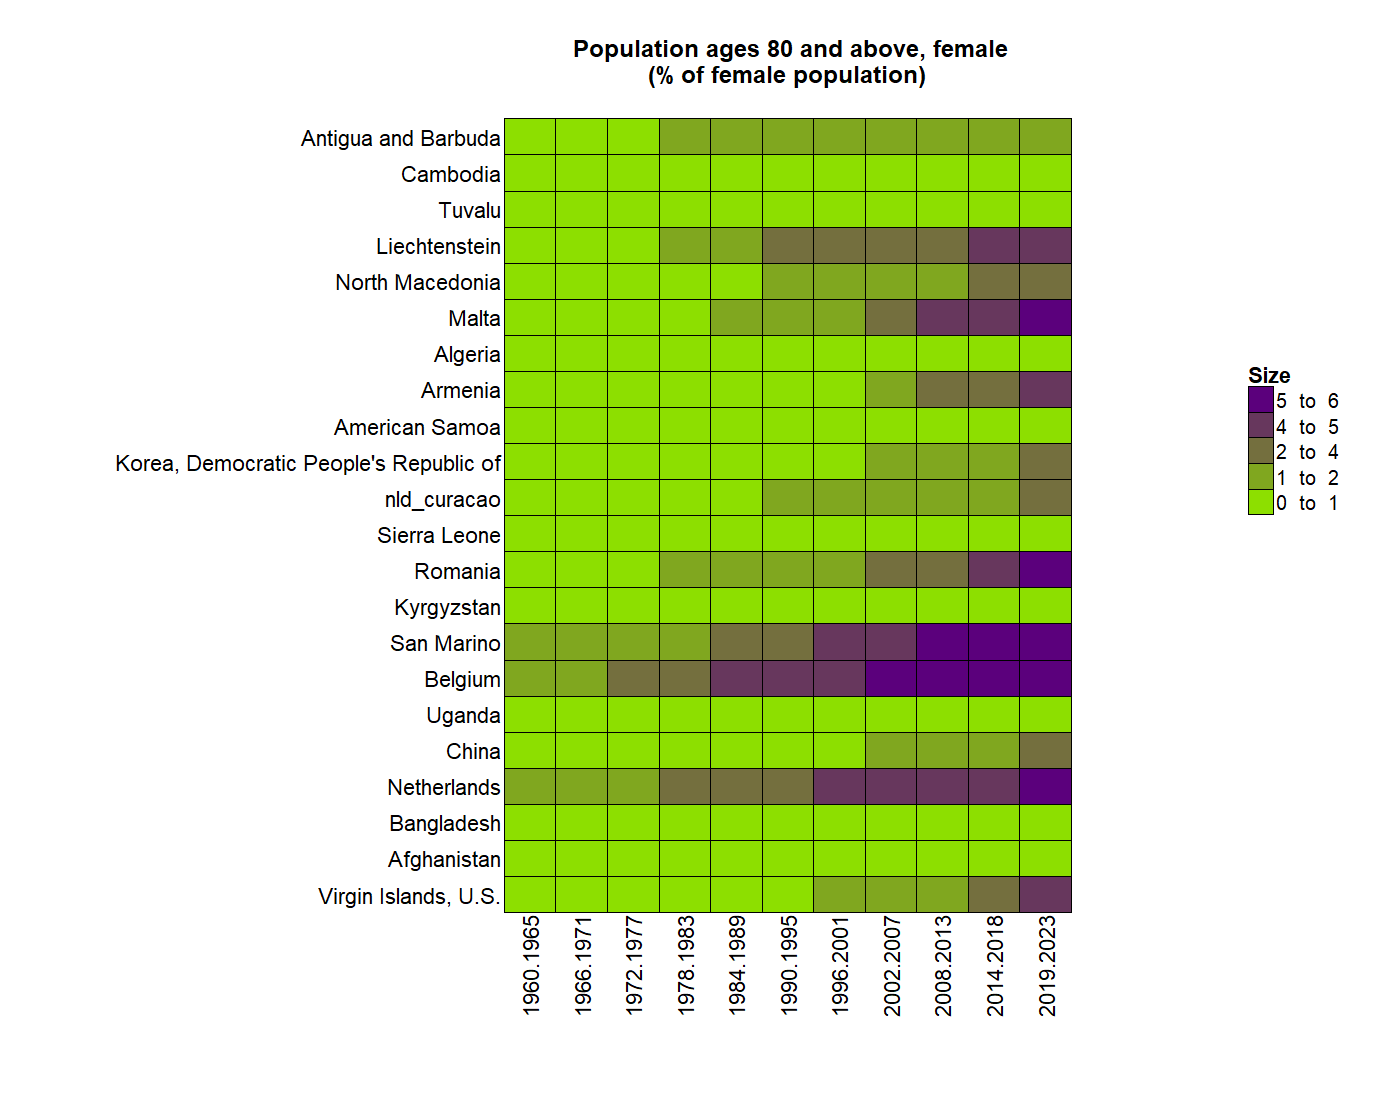 Population ages 80 and above, female
(% of female population)
Antigua and Barbuda
Cambodia
Tuvalu
Liechtenstein
North Macedonia
Malta
Algeria
Armenia
American Samoa
Korea, Democratic People's Republic of
nld_curacao
Sierra Leone
Romania
Kyrgyzstan
San Marino
Belgium
Uganda
China
Netherlands
Bangladesh
Afghanistan
Virgin Islands, U.S.
1960.1965
1966.1971
1972.1977
1978.1983
1984.1989
1990.1995
1996.2001
2002.2007
2008.2013
2014.2018
2019.2023
Size
5 to 6
4 to 5
2 to 4
1 to 2
0 to 1